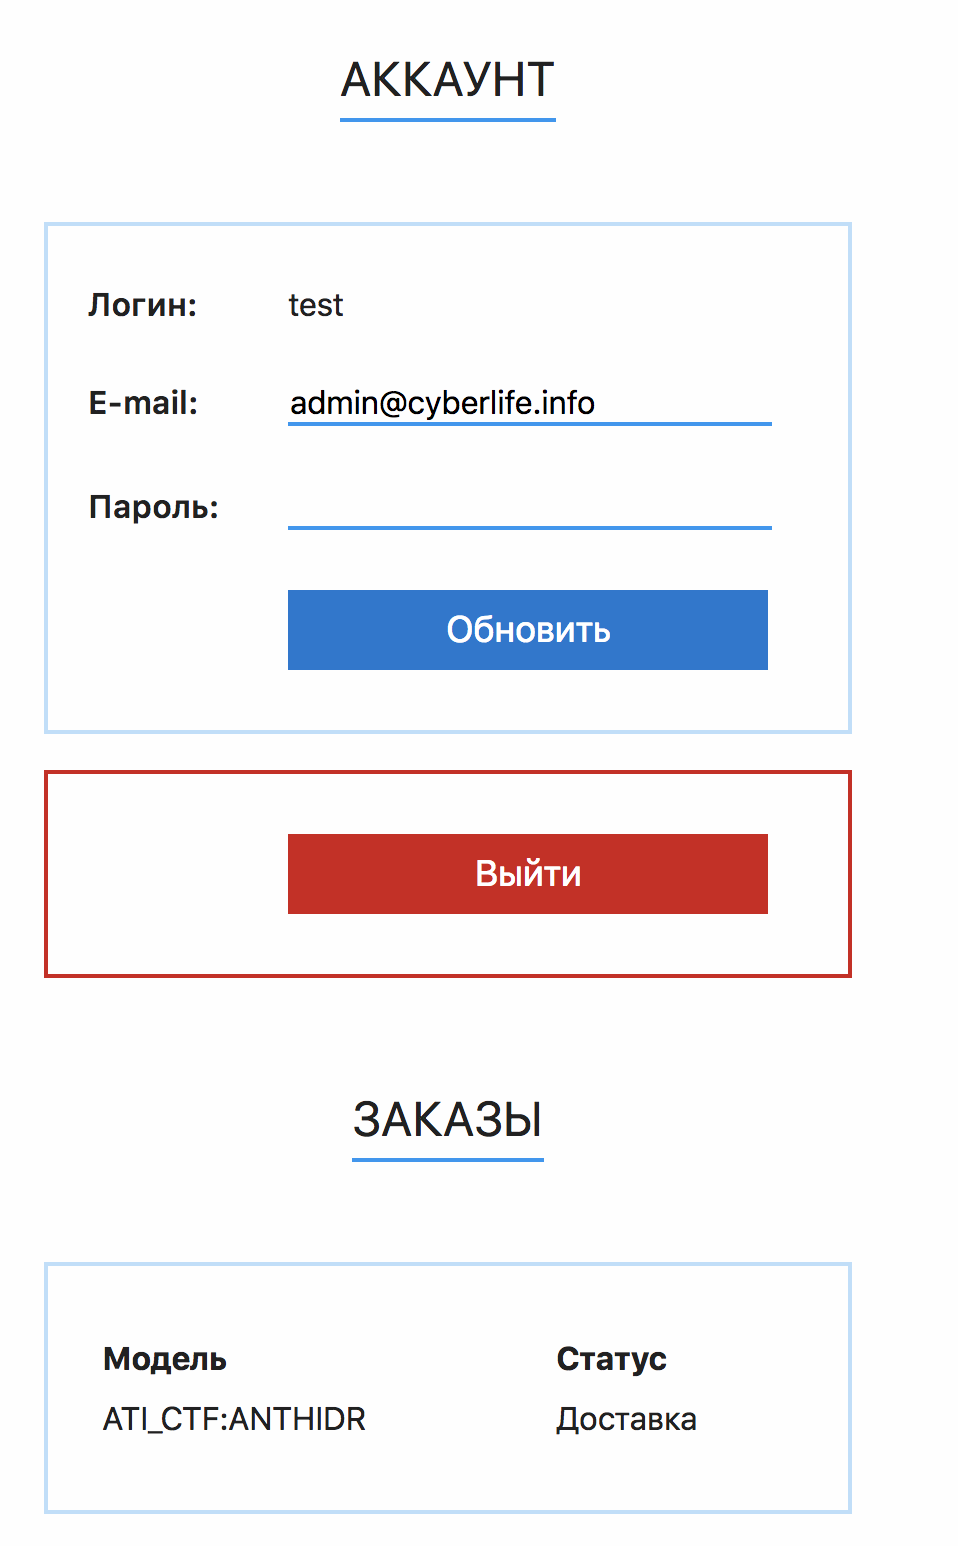 АККАУНТ
Логин: test
E-mail: admin@cyberlife.info
Пароль:
Обновить
Выйти
ЗАКАЗЫ
Модель Статус
ATI_CTF:ANTHIDR Доставка